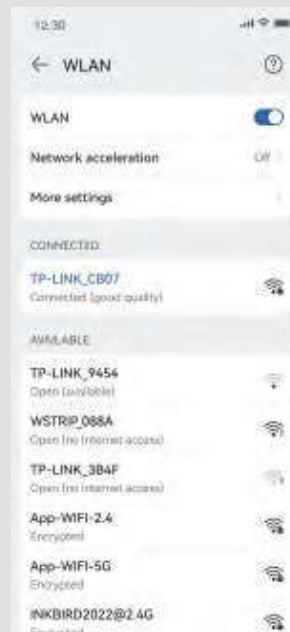 12:30
← WLAN
WLAN
Network acceleration Off
More settings
CONNECTED
TP-LINK_CB07
Connected (good quality)
AVAILABLE
TP-LINK_9454
Open (available)
WSTRIP_088A
Open (no Internet access)
TP-LINK_3B4F
Open (no Internet access)
App-WIFI-2.4
Encrypted
App-WIFI-5G
Encrypted
INKBIRD2022@2.4G
Encrypted